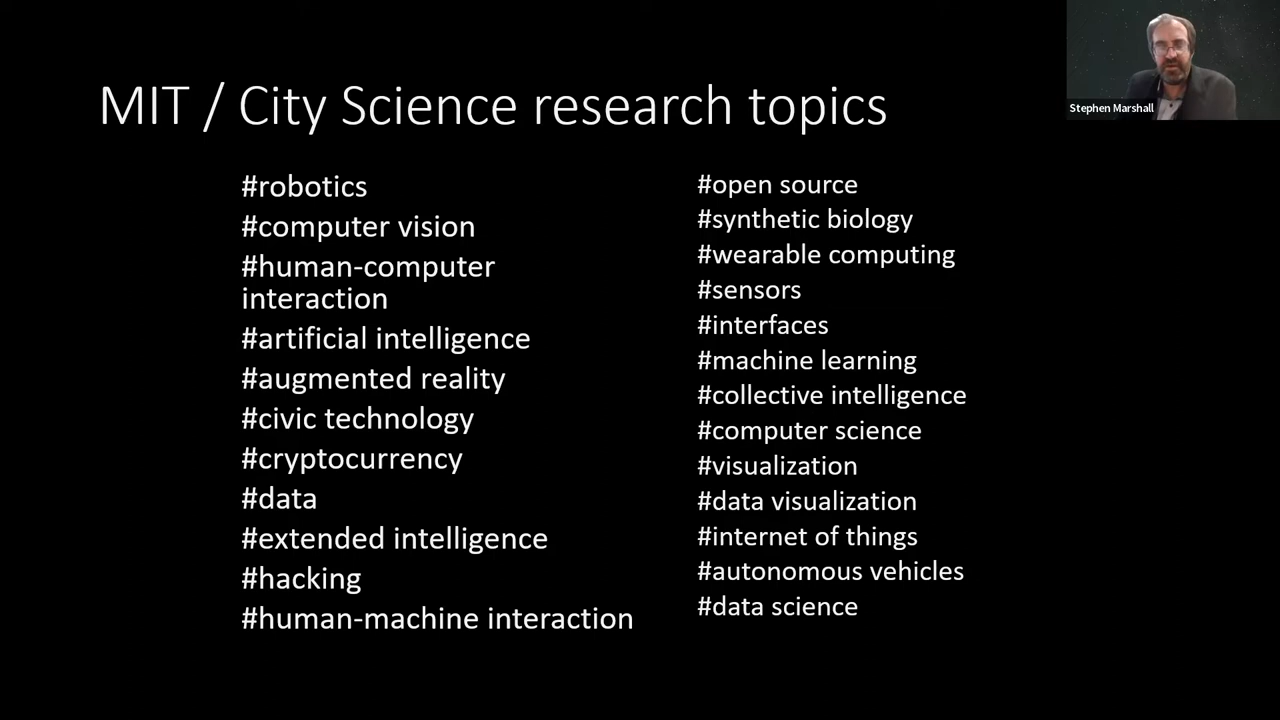 MIT / City Science research topics
#robotics
#computer vision
#human-computer
interaction
#artificial intelligence
#augmented reality
#civic technology
#cryptocurrency
#data
#extended intelligence
#hacking
#human-machine interaction
#open source
#synthetic biology
#wearable computing
#sensors
#interfaces
#machine learning
#collective intelligence
#computer science
#visualization
#data visualization
#internet of things
#autonomous vehicles
#data science
Stephen Marshall